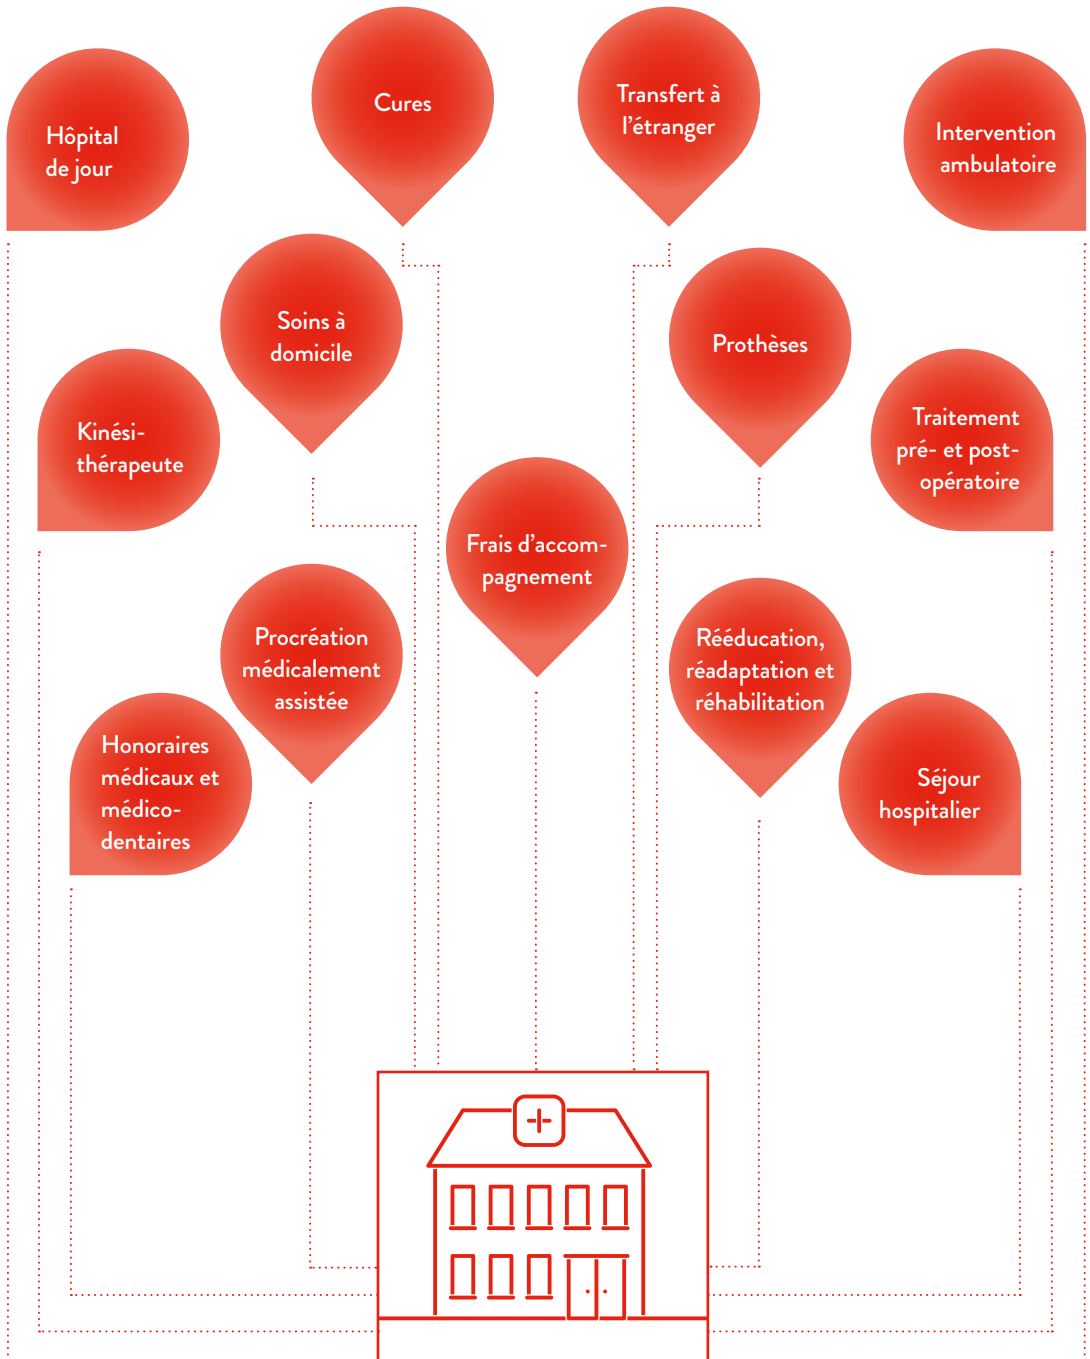 Cures
Transfert à
l'étranger
Hôpital
de jour
Intervention
ambulatoire
Soins à
domicile
Prothèses
Kinési-
thérapeute
Traitement
pré- et post-
opératoire
Frais d'accom-
pagnement
Procréation
médicalement
assistée
Rééducation,
réadaptation et
réhabilitation
Honoraires
médicaux et
médico-
dentaires
Séjour
hospitalier